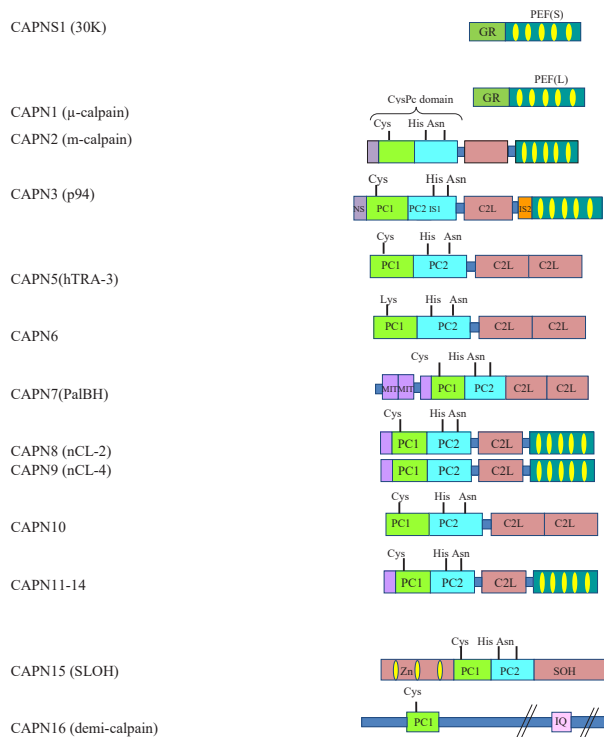 PEF(S)
CAPNS1 (30K)
GR
PEF(L)
GR
CysPc domain
CAPN1 (µ-calpain)
Cys His Asn
CAPN2 (m-calpain)
Cys His Asn
CAPN3 (p94)
NS PC1 PC2 IS1 C2L IS2
Cys His Asn
PC1 PC2 C2L C2L
CAPN5(hTRA-3)
Lys His Asn
PC1 PC2 C2L C2L
CAPN6
Cys His Asn
MIT MIT PC1 PC2 C2L C2L
CAPN7(PalBH)
Cys His Asn
PC1 PC2 C2L
CAPN8 (nCL-2)
CAPN9 (nCL-4)
PC1 PC2 C2L
Cys His Asn
PC1 PC2 C2L C2L
CAPN10
Cys His Asn
PC1 PC2 C2L
CAPN11-14
Cys His Asn
CAPN15 (SLOH)
Zn PC1 PC2 SOH
Cys
PC1 IQ
CAPN16 (demi-calpain)